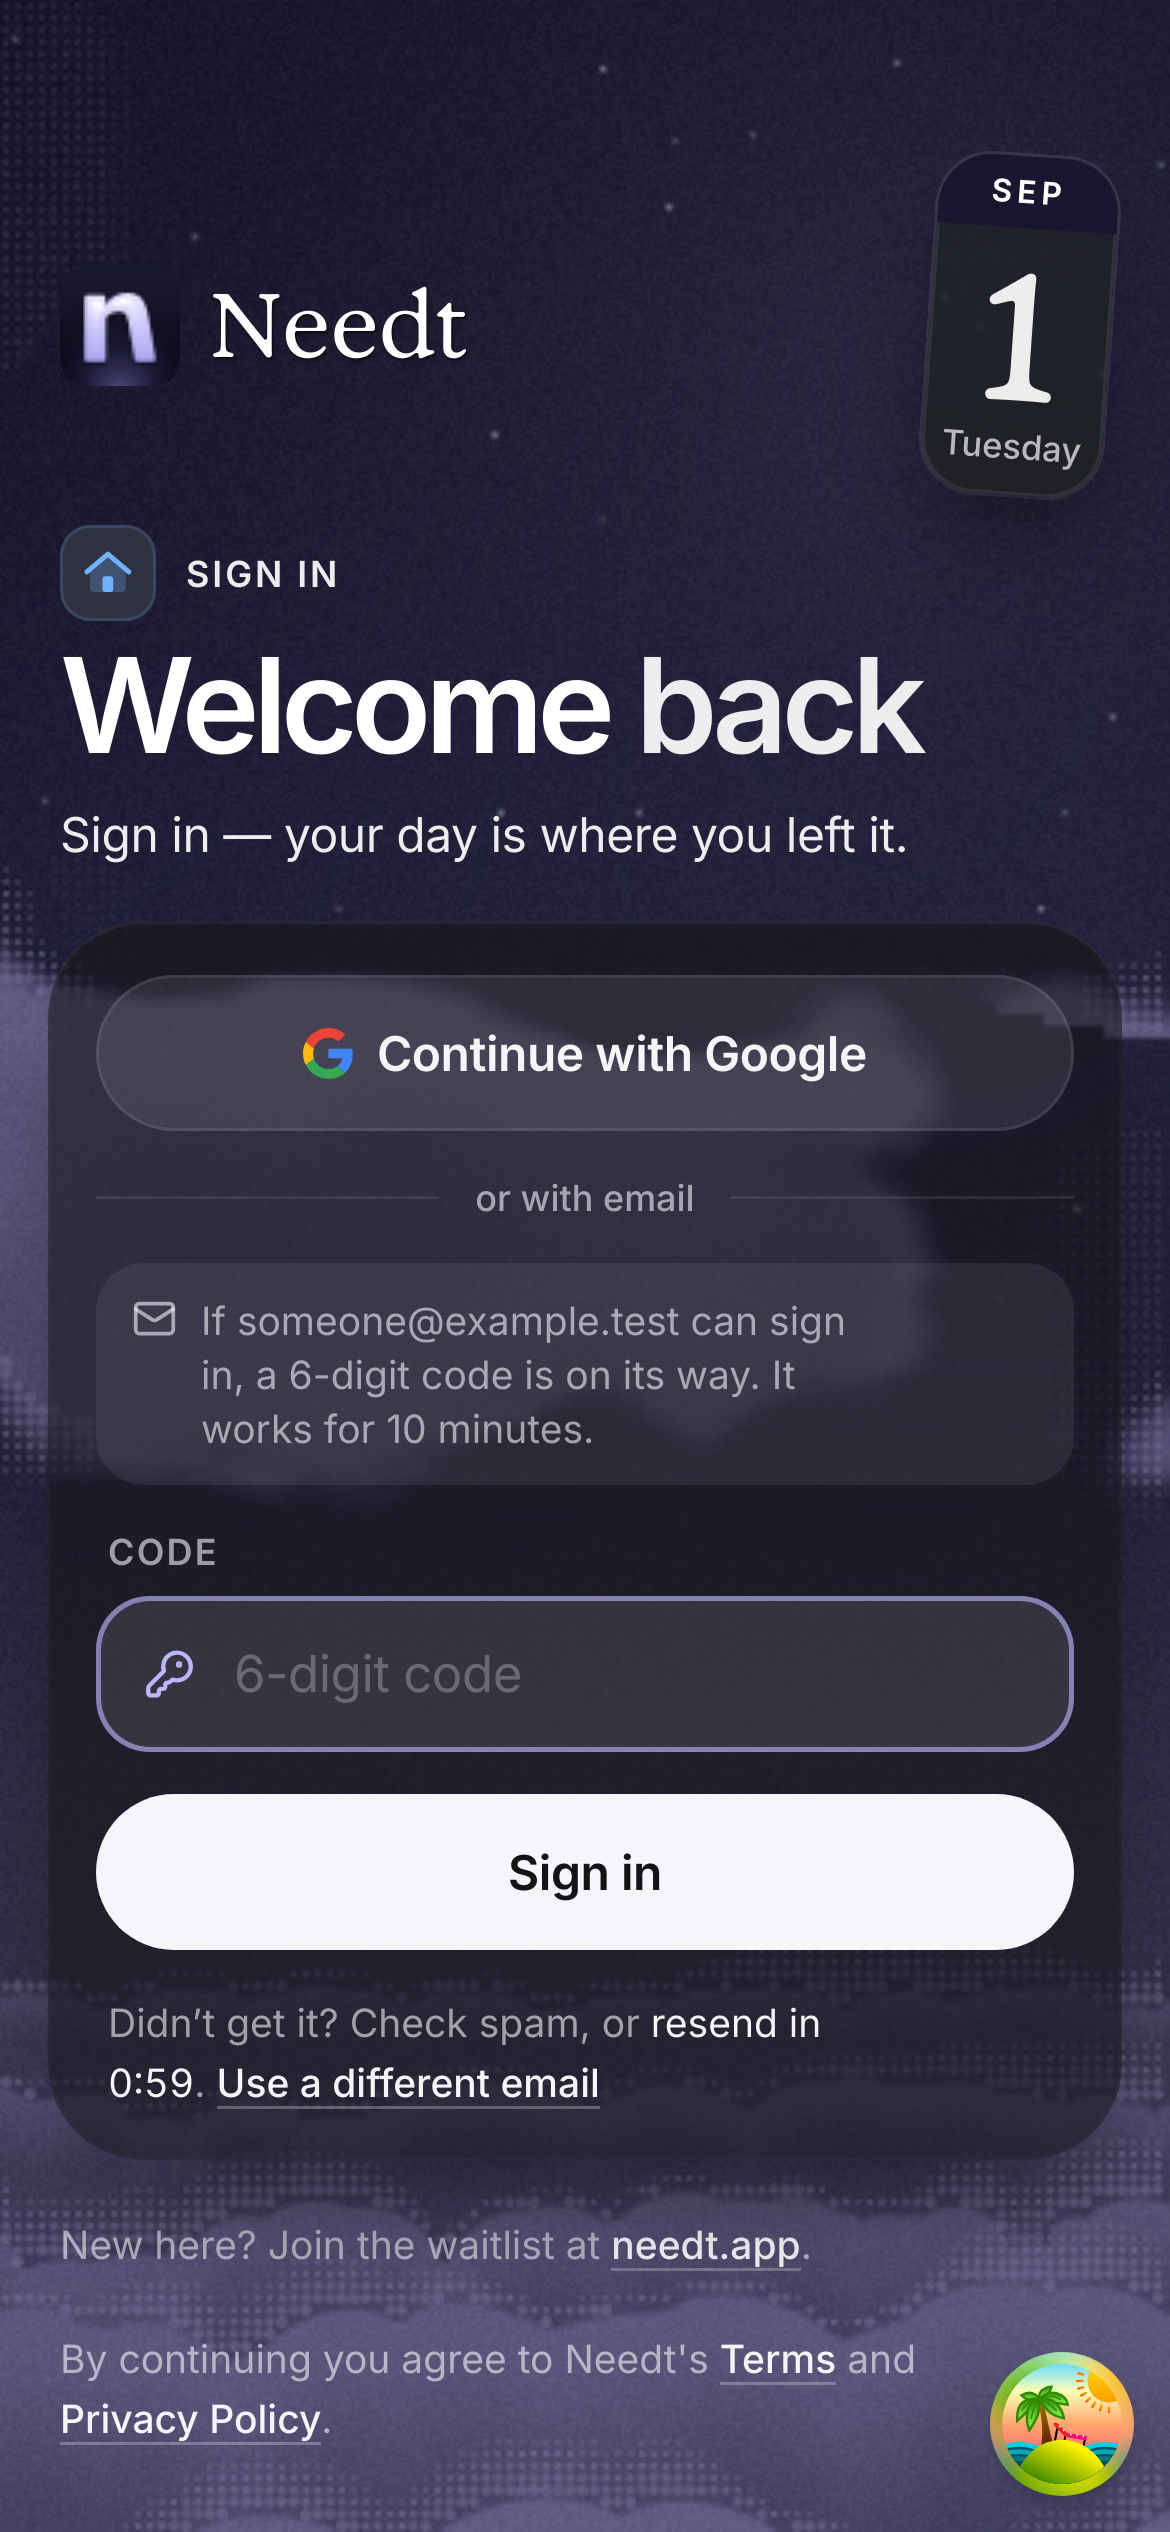 SEP
1
Tuesday
n Needt
SIGN IN
Welcome back
Sign in — your day is where you left it.
Continue with Google
or with email
If someone@example.test can sign
in, a 6-digit code is on its way. It
works for 10 minutes.
CODE
6-digit code
Sign in
Didn’t get it? Check spam, or resend in
0:59. Use a different email
New here? Join the waitlist at needt.app.
By continuing you agree to Needt's Terms and
Privacy Policy.